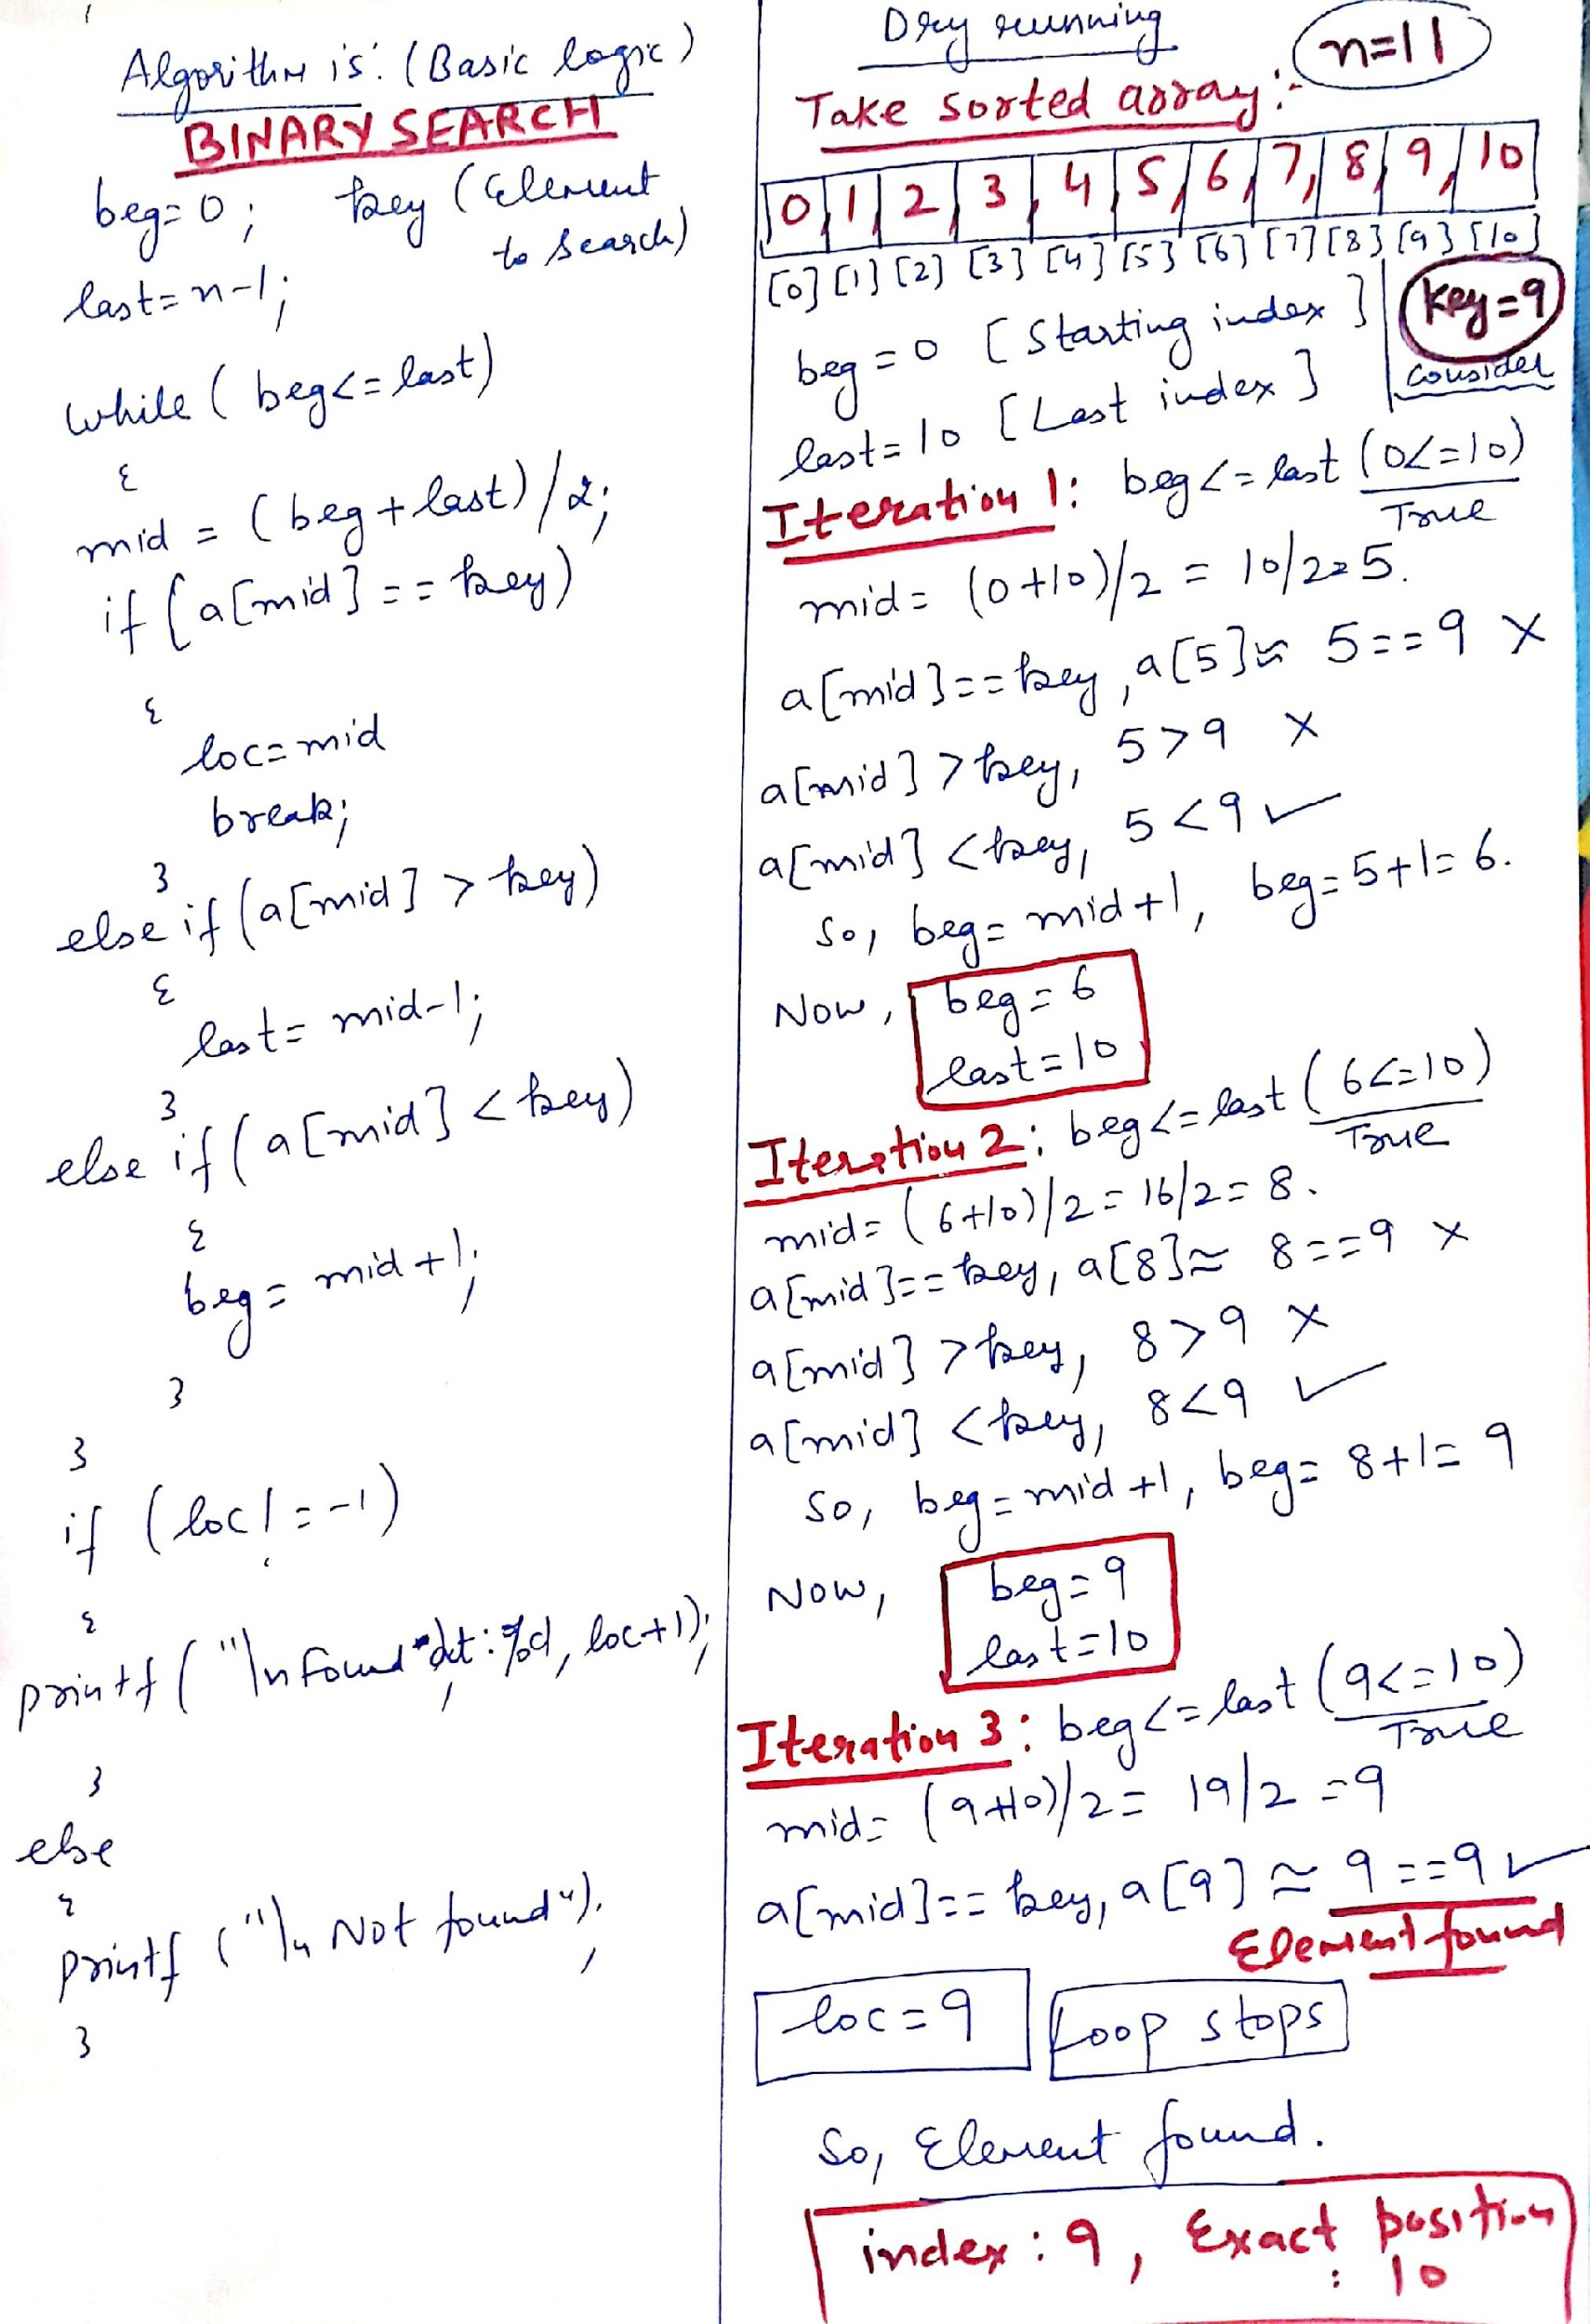 Algorithm is: (Basic logic)
BINARY SEARCH
beg=0; key (Element
to search)
last=n-1;
while ( beg<=last)
{
mid = (beg+last)/2;
if (a[mid]==key)
{
loc=mid
break;
}
else if (a[mid] > key)
{
last=mid-1;
}
else if (a[mid] < key)
{
beg=mid+1;
}
}
if (loc!=-1)
{
printf ("\n Found at:%d, loc+1);
}
else
{
printf ("\n Not found");
}
Dry running
Take sorted array:- n=11
0, 1, 2, 3, 4, 5, 6, 7, 8, 9, 10
[0] [1] [2] [3] [4] [5] [6] [7] [8] [9] [10]
beg=0 [Starting index] key=9
last=10 [Last index] consider
Iteration 1: beg<=last (0<=10)
True
mid= (0+10)/2 = 10/2=5.
a[mid]==key, a[5]≈ 5==9 ×
a[mid] > key, 5>9 ×
a[mid] < key, 5<9 ✓
So, beg=mid+1, beg=5+1=6.
Now, beg=6
last=10
Iteration 2: beg<=last (6<=10)
True
mid= (6+10)/2=16/2=8.
a[mid]==key, a[8]≈ 8==9 ×
a[mid] > key, 8>9 ×
a[mid] < key, 8<9 ✓
So, beg=mid+1, beg=8+1=9
Now, beg=9
last=10
Iteration 3: beg<=last (9<=10)
True
mid= (9+10)/2= 19/2 =9
a[mid]==key, a[9] ≈ 9==9 ✓
Element found
loc=9 Loop stops
So, Element found.
index: 9, Exact position
: 10